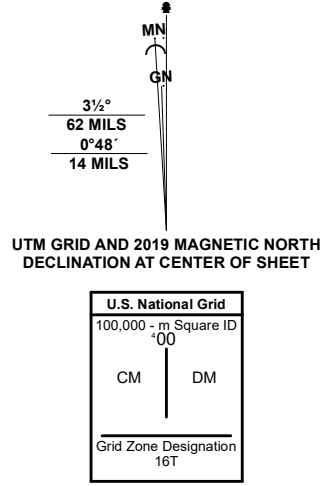 MN
GN
3½°
62 MILS
0°48´
14 MILS
UTM GRID AND 2019 MAGNETIC NORTH
DECLINATION AT CENTER OF SHEET
U.S. National Grid
100,000 - m Square ID
⁴00
CM DM
Grid Zone Designation
16T